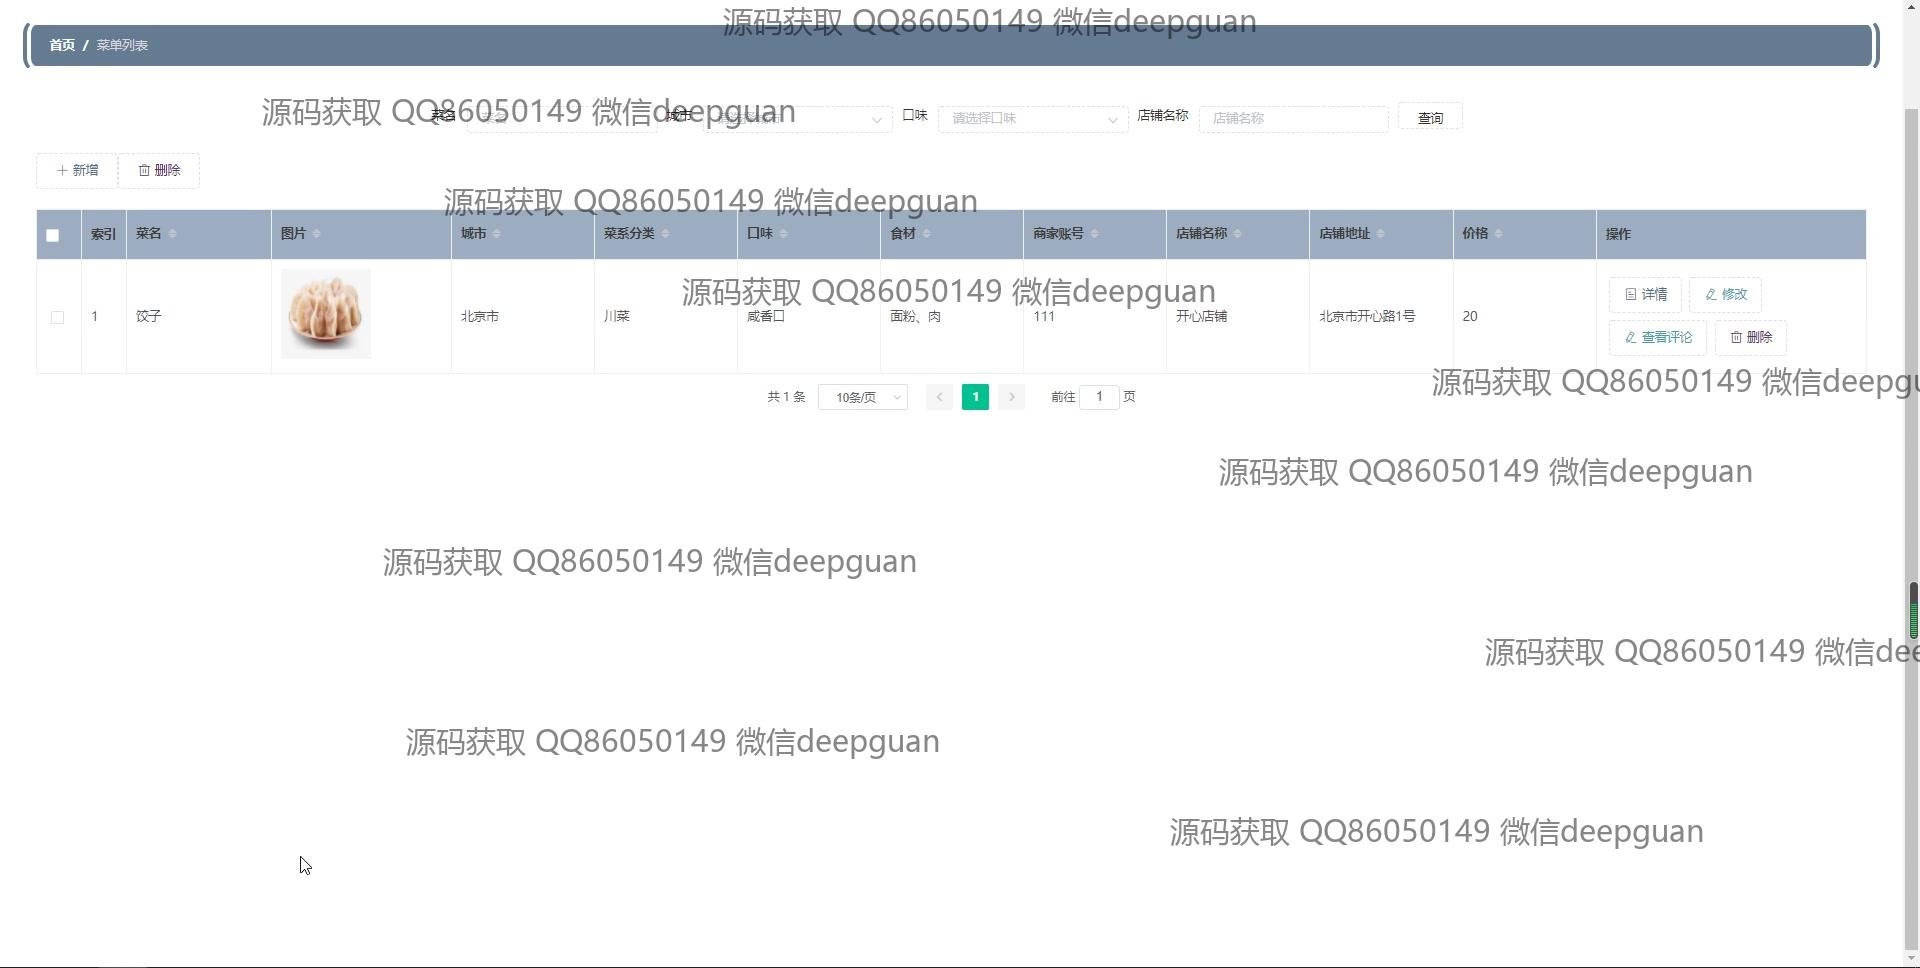 源码获取 QQ86050149 微信deepguan
首页 / 菜单列表
源码获取 QQ86050149 微信deepguan
菜名 菜名 城市 请选择城市 口味 请选择口味 店铺名称 店铺名称 查询
新增 删除
源码获取 QQ86050149 微信deepguan
索引 菜名 图片 城市 菜系分类 口味 食材 商家账号 店铺名称 店铺地址 价格 操作
源码获取 QQ86050149 微信deepguan
1 饺子 北京市 川菜 咸香口 面粉、肉 111 开心店铺 北京市开心路1号 20 详情 修改
查看评论 删除
源码获取 QQ86050149 微信deepgu
共 1 条 10条/页 1 前往 1 页
源码获取 QQ86050149 微信deepguan
源码获取 QQ86050149 微信deepguan
源码获取 QQ86050149 微信dee
源码获取 QQ86050149 微信deepguan
源码获取 QQ86050149 微信deepguan